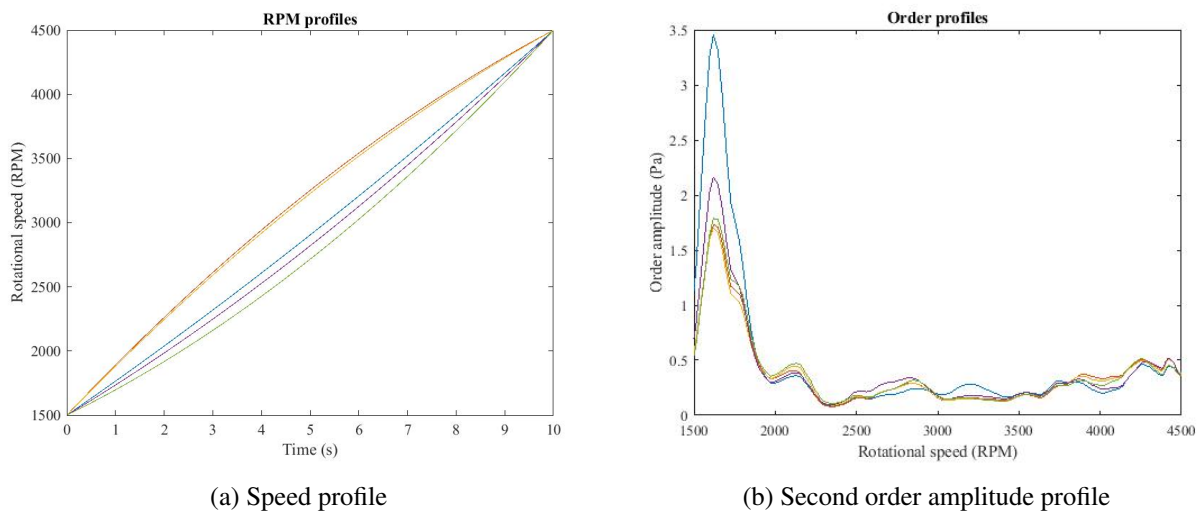 RPM profiles
4500
4000
3500
3000
2500
2000
1500
0 1 2 3 4 5 6 7 8 9 10
Rotational speed (RPM)
Time (s)
(a) Speed profile
Order profiles
3.5
3
2.5
2
1.5
1
0.5
0
1500 2000 2500 3000 3500 4000 4500
Order amplitude (Pa)
Rotational speed (RPM)
(b) Second order amplitude profile